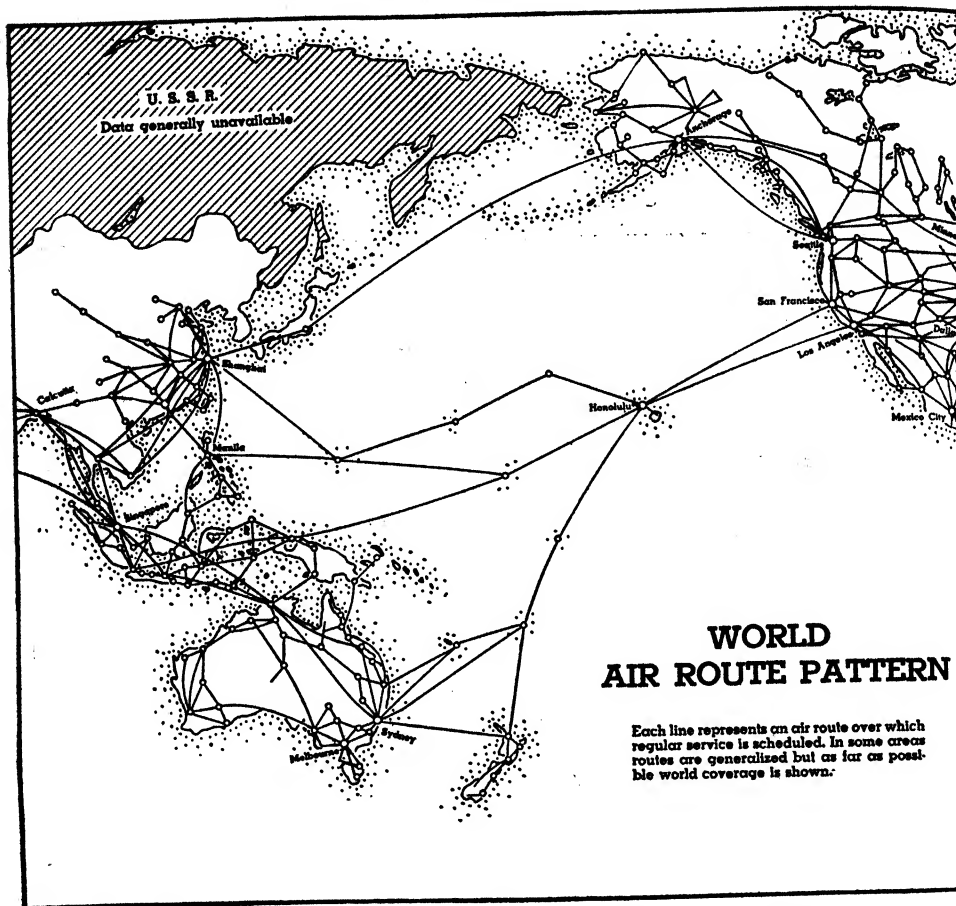 U. S. S. R.
Data generally unavailable
Anchorage
Seattle
San Francisco
Los Angeles
Mexico City
Honolulu
Shanghai
Calcutta
Manila
Singapore
Sydney
Melbourne
WORLD
AIR ROUTE PATTERN
Each line represents an air route over which
regular service is scheduled. In some areas
routes are generalized but as far as possi-
ble world coverage is shown.